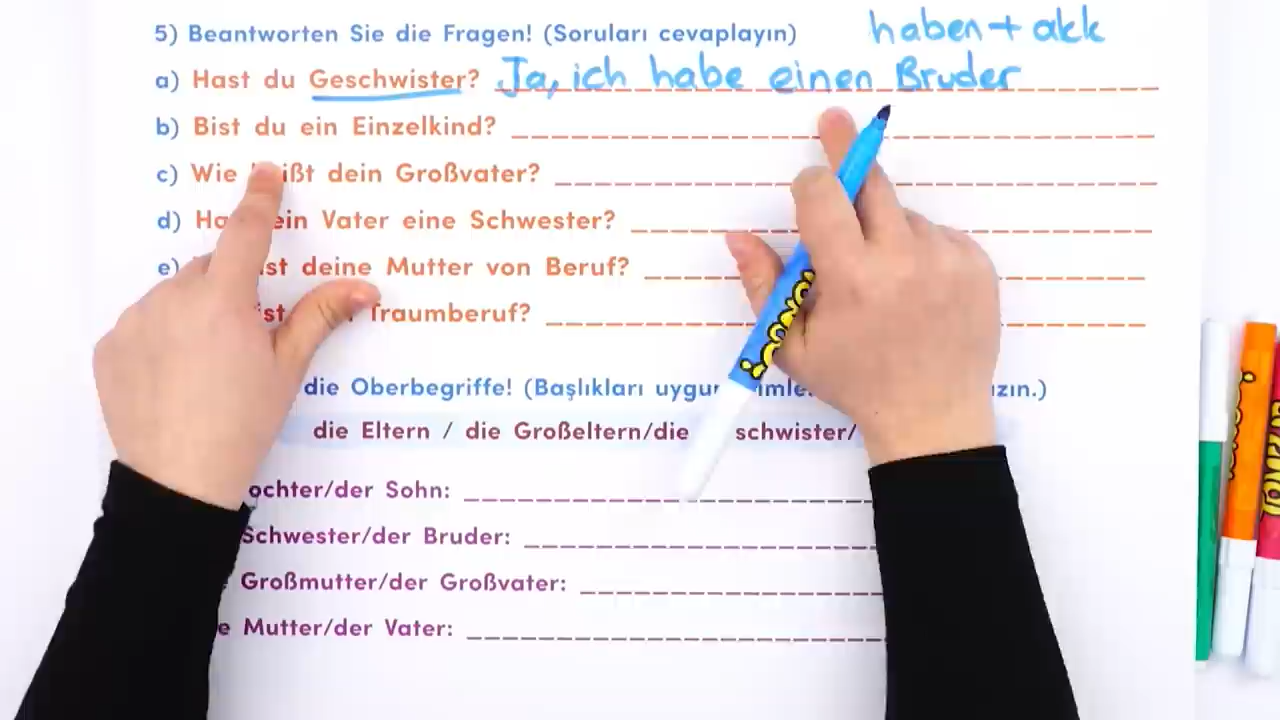 5) Beantworten Sie die Fragen! (Soruları cevaplayın) haben + akk
a) Hast du Geschwister? Ja, ich habe einen Bruder
b) Bist du ein Einzelkind?
c) Wie dein Großvater?
d) Vater eine Schwester?
e) ist deine Mutter von Beruf?
ist Traumberuf?
die Oberbegriffe! (Başlıkları
die Eltern / die Großeltern/die
der Sohn:
Schwester/der Bruder:
Großmutter/der Großvater:
Mutter/der Vater: